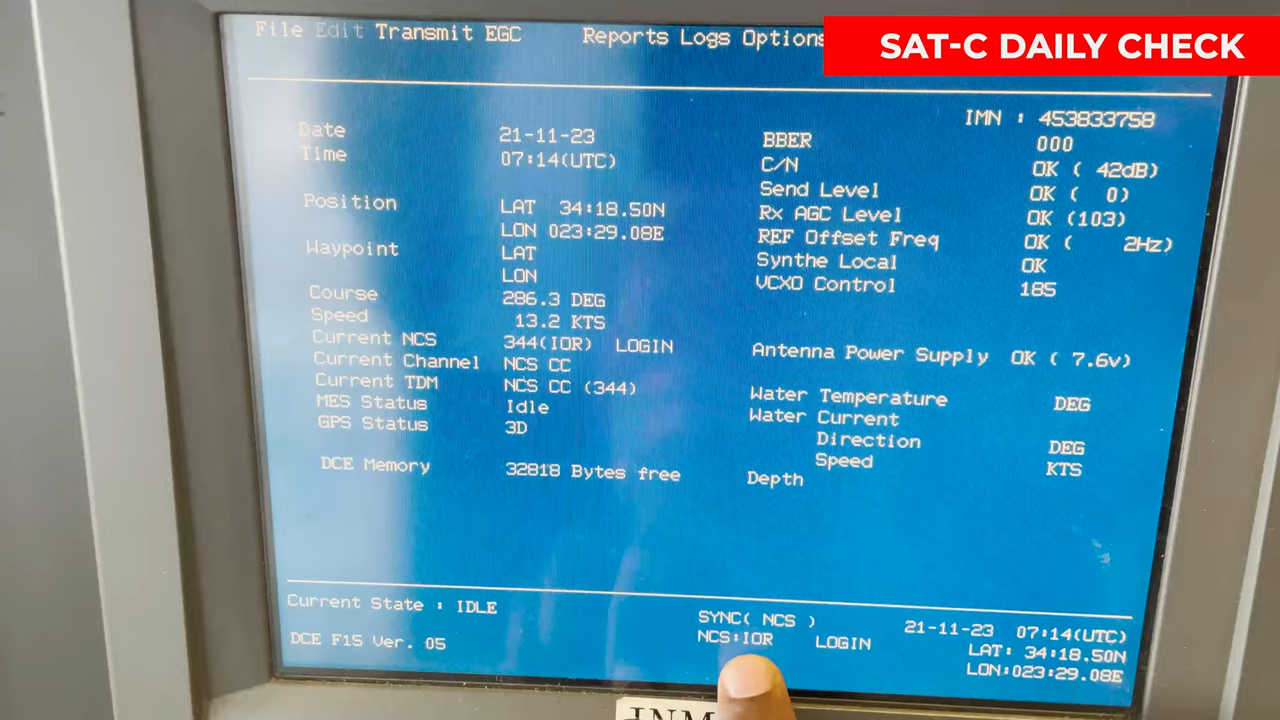 File Edit Transmit EGC Reports Logs Options
SAT-C DAILY CHECK
IMN : 453833758
Date 21-11-23
Time 07:14(UTC)
Position LAT 34:18.50N
LON 023:29.08E
Waypoint LAT
LON
Course 286.3 DEG
Speed 13.2 KTS
Current NCS 344(IOR) LOGIN
Current Channel NCS CC
Current TDM NCS CC (344)
MES Status Idle
GPS Status 3D
DCE Memory 32818 Bytes free
BBER 000
C/N OK ( 42dB)
Send Level OK ( 0)
Rx AGC Level OK (103)
REF Offset Freq OK ( 2Hz)
Synthe Local OK
VCXO Control 185
Antenna Power Supply OK ( 7.6v)
Water Temperature DEG
Water Current
Direction DEG
Speed KTS
Depth
Current State : IDLE
DCE F15 Ver. 05
SYNC( NCS )
NCS:IOR LOGIN
21-11-23 07:14(UTC)
LAT: 34:18.50N
LON:023:29.08E